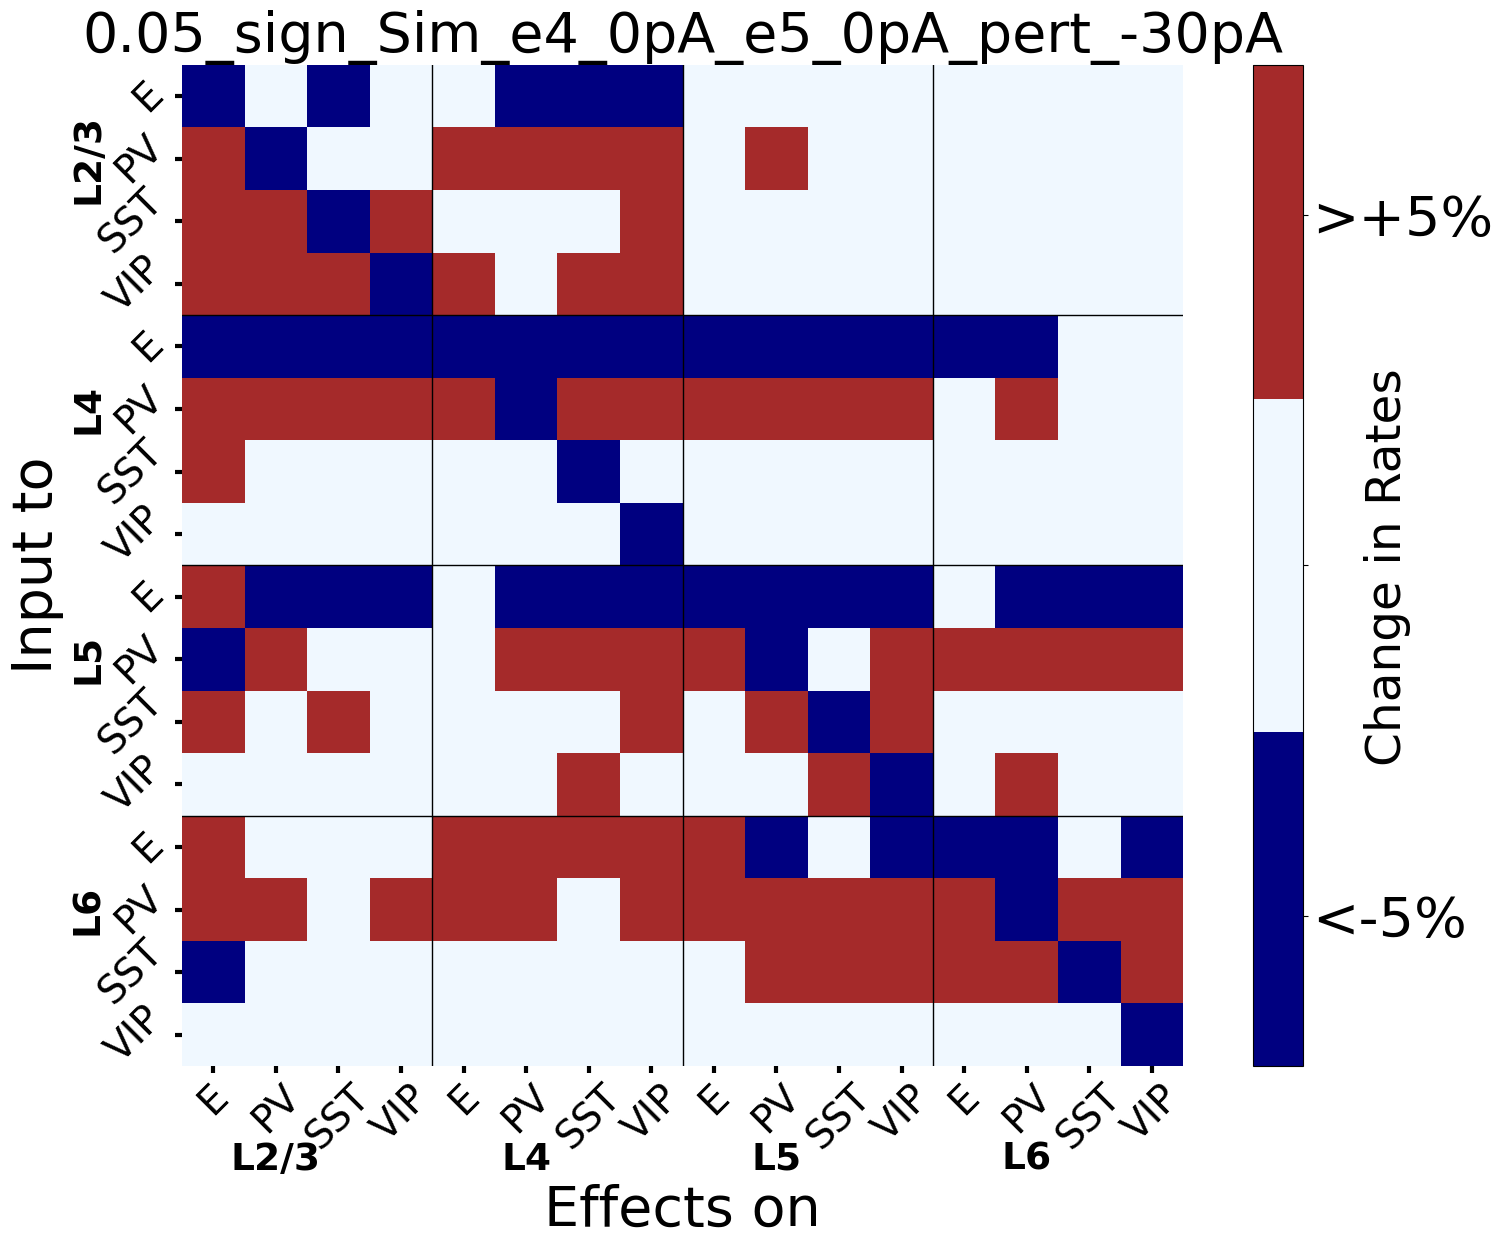 0.05_sign_Sim_e4_0pA_e5_0pA_pert_-30pA
Input to
L2/3
E
PV
SST
VIP
L4
E
PV
SST
VIP
L5
E
PV
SST
VIP
L6
E
PV
SST
VIP
E PV SST VIP E PV SST VIP E PV SST VIP E PV SST VIP
L2/3 L4 L5 L6
Effects on
>+5%
<-5%
Change in Rates